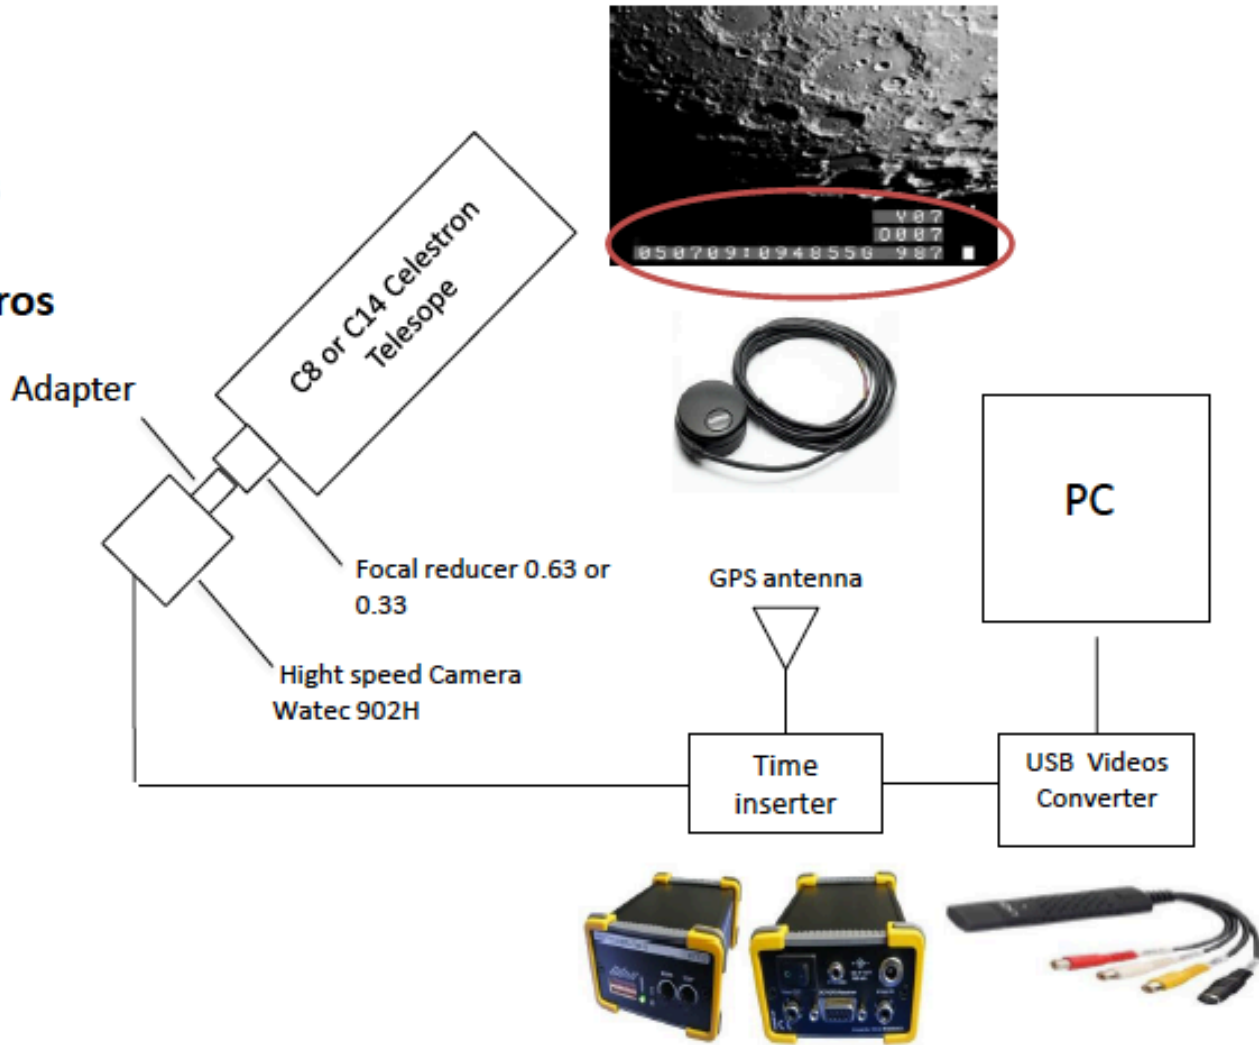 V07
0007
050709:0948550 987
ros
C8 or C14 Celestron
Telesope
Adapter
PC
Focal reducer 0.63 or
0.33
GPS antenna
Hight speed Camera
Watec 902H
Time
inserter
USB Videos
Converter